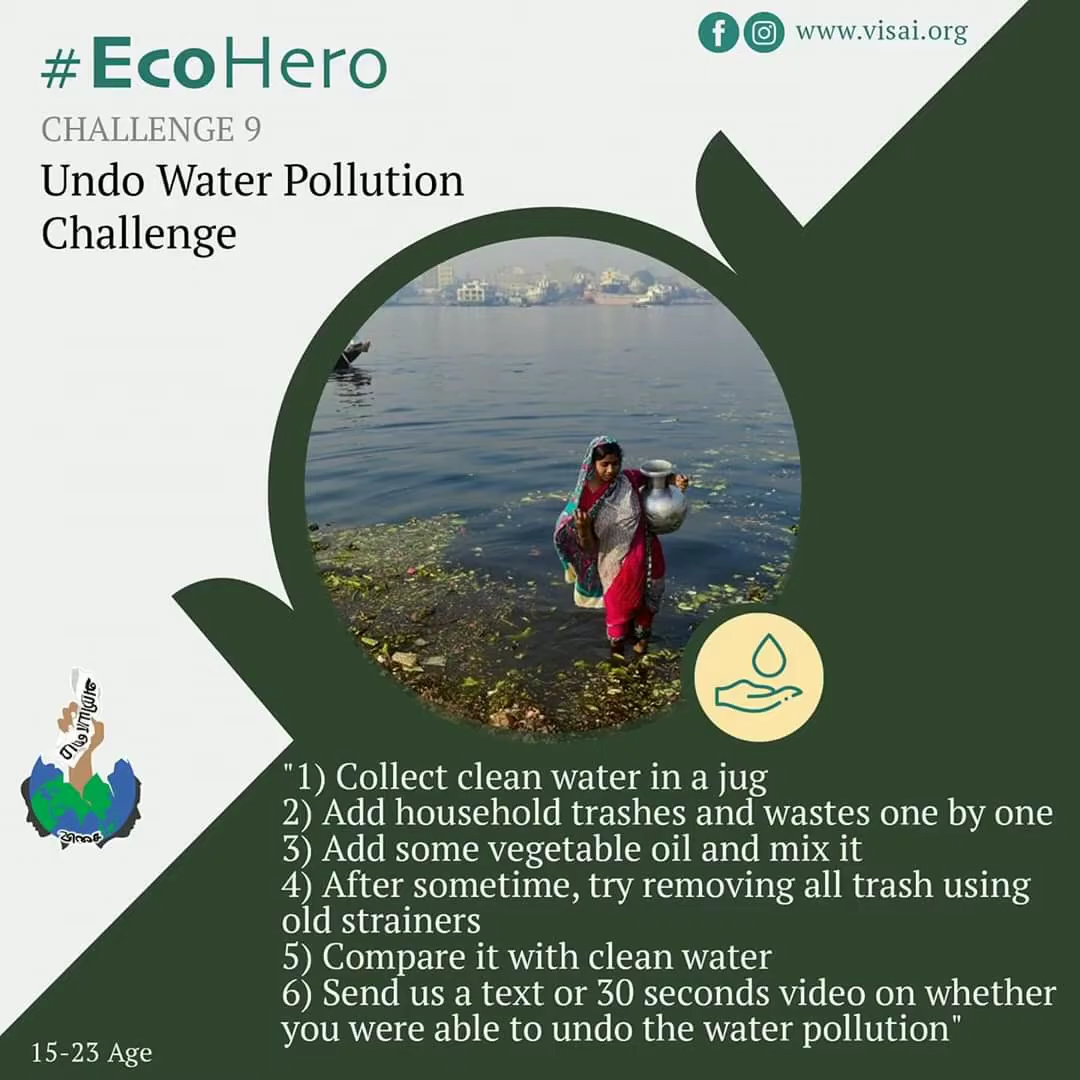 #EcoHero
www.visai.org
CHALLENGE 9
Undo Water Pollution
Challenge
"1) Collect clean water in a jug
2) Add household trashes and wastes one by one
3) Add some vegetable oil and mix it
4) After sometime, try removing all trash using
old strainers
5) Compare it with clean water
6) Send us a text or 30 seconds video on whether
you were able to undo the water pollution"
15-23 Age